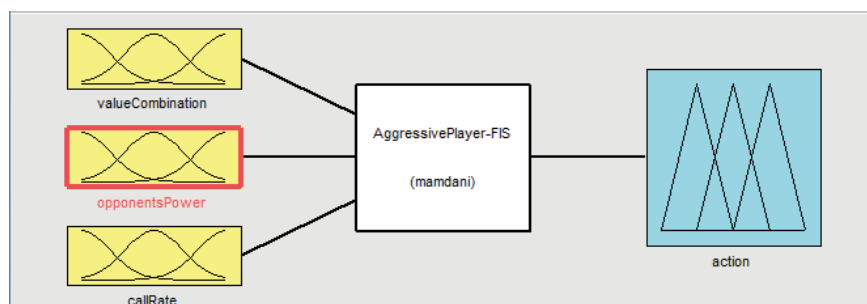 valueCombination
AggressivePlayer-FIS
opponentsPower
(mamdani)
callRate
action